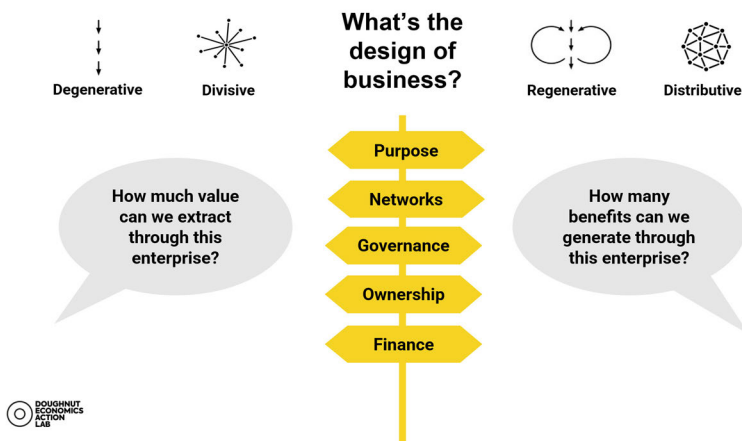 What's the
design of
business?
Degenerative
Divisive
Regenerative
Distributive
Purpose
Networks
Governance
Ownership
Finance
How much value
can we extract
through this
enterprise?
How many
benefits can we
generate through
this enterprise?
DOUGHNUT
ECONOMICS
ACTION
LAB